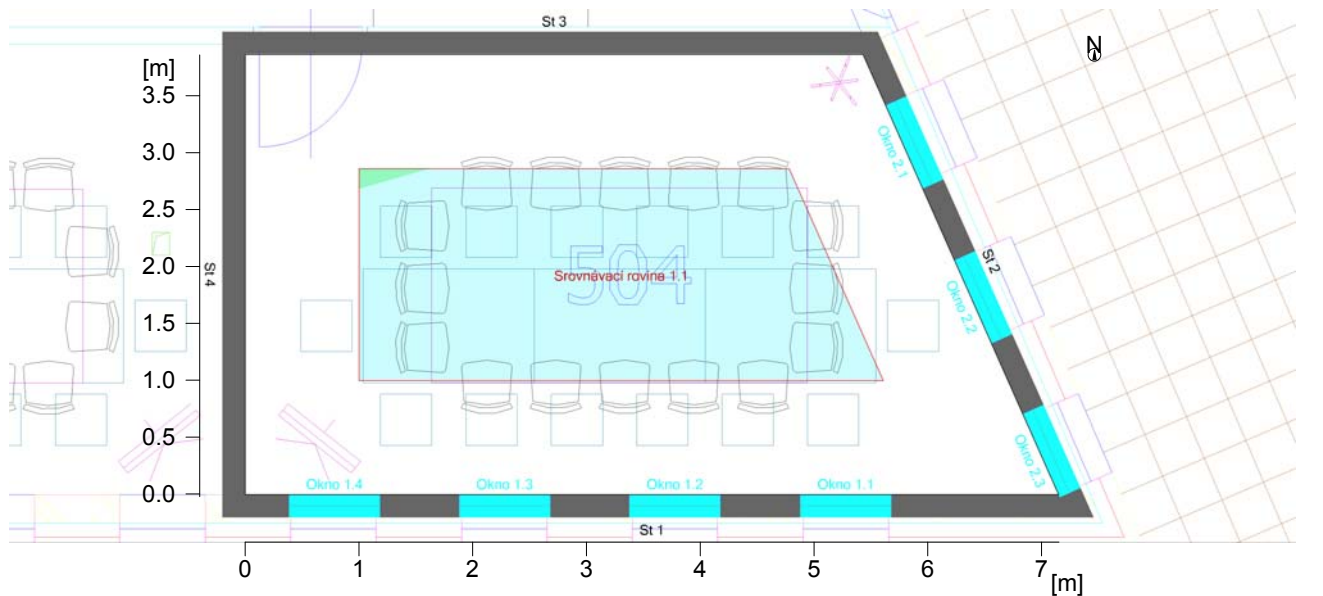 St 3
N
[m]
3.5
3.0
2.5
2.0
1.5
1.0
0.5
0.0
Okno 2.1
504
Srovnávací rovina 1.1
St 4
St 2
Okno 2.2
Okno 2.3
Okno 1.4
Okno 1.3
Okno 1.2
Okno 1.1
St 1
0
1
2
3
4
5
6
7
[m]